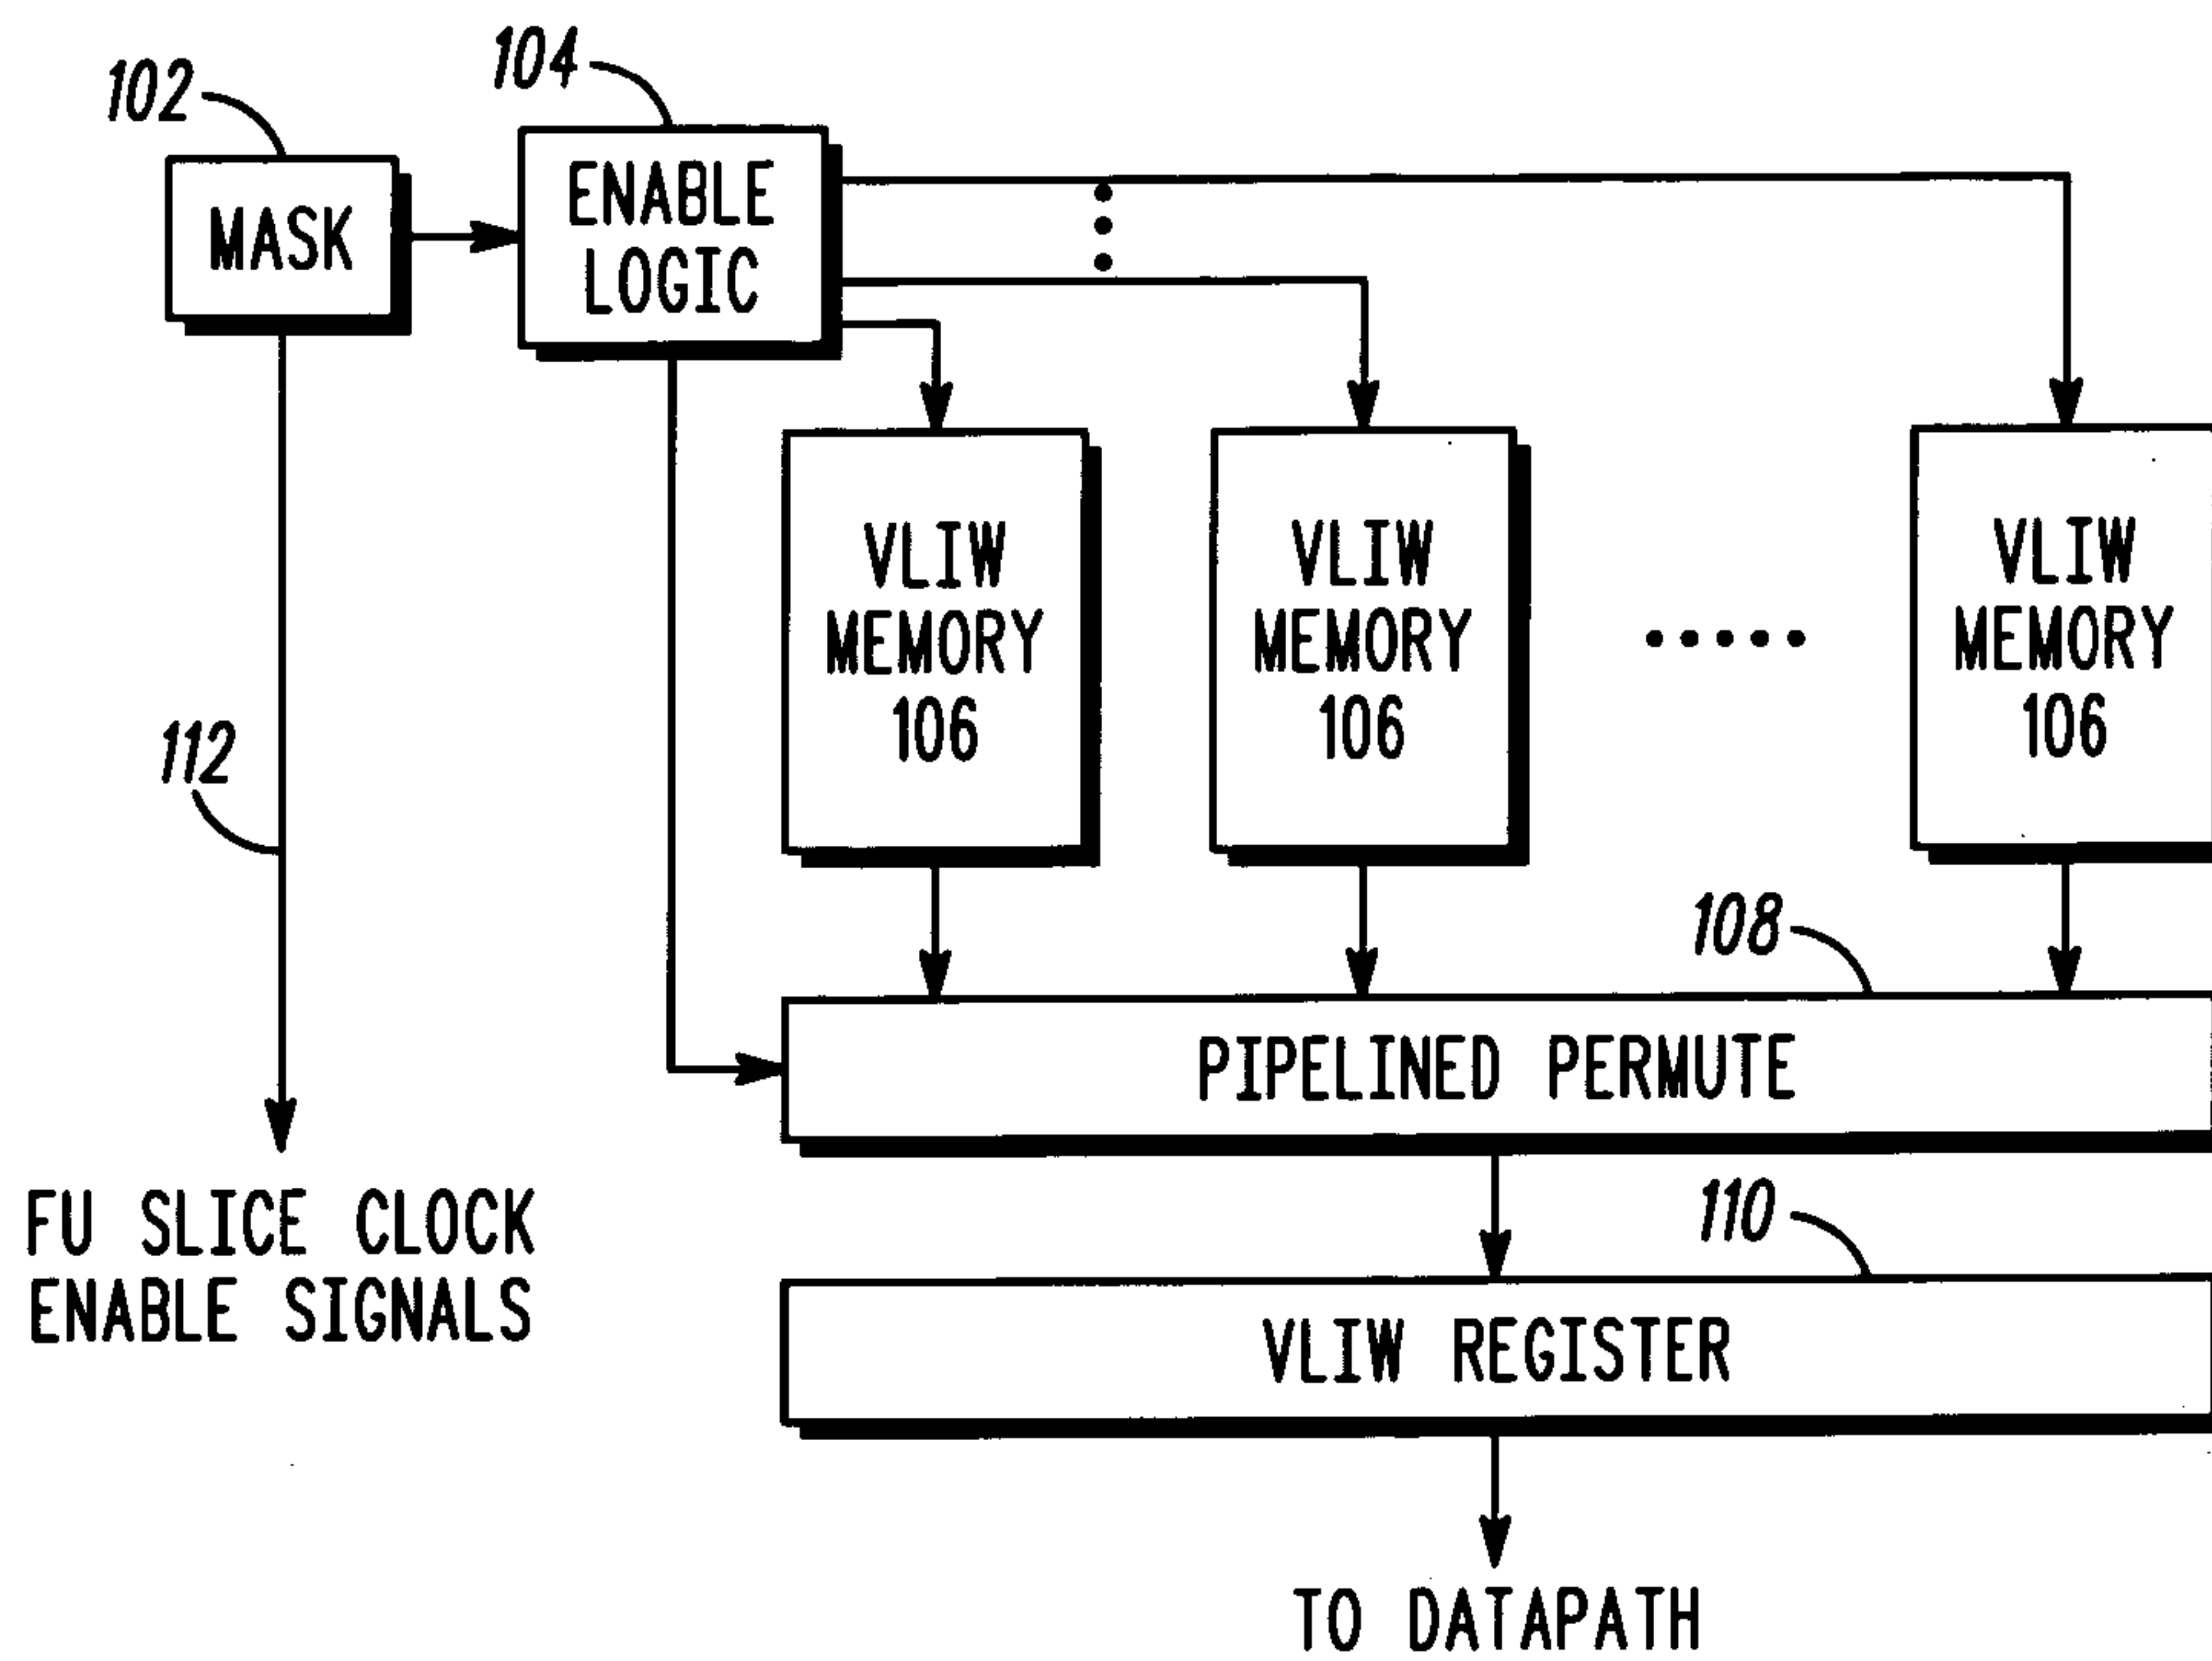 102
104
MASK
ENABLE
LOGIC
VLIW
MEMORY
106
VLIW
MEMORY
106
VLIW
MEMORY
106
112
108
PIPELINED PERMUTE
FU SLICE CLOCK
ENABLE SIGNALS
110
VLIW REGISTER
TO DATAPATH